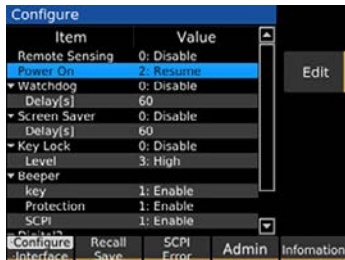 Configure
Item Value
Remote Sensing 0: Disable
Power On 2: Resume
Edit
Watchdog 0: Disable
Delay[s] 60
Screen Saver 0: Disable
Delay[s] 60
Key Lock 0: Disable
Level 3: High
Beeper
key 1: Enable
Protection 1: Enable
SCPI 1: Enable
Configure Recall SCPI Admin Infomation
Interface Save Error